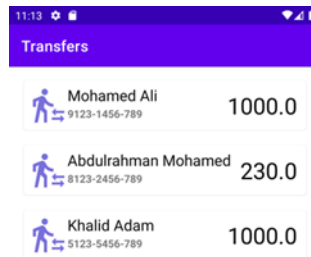 11:13
Transfers
Mohamed Ali
9123-1456-789
1000.0
Abdulrahman Mohamed
8123-2456-789
230.0
Khalid Adam
5123-5456-789
1000.0